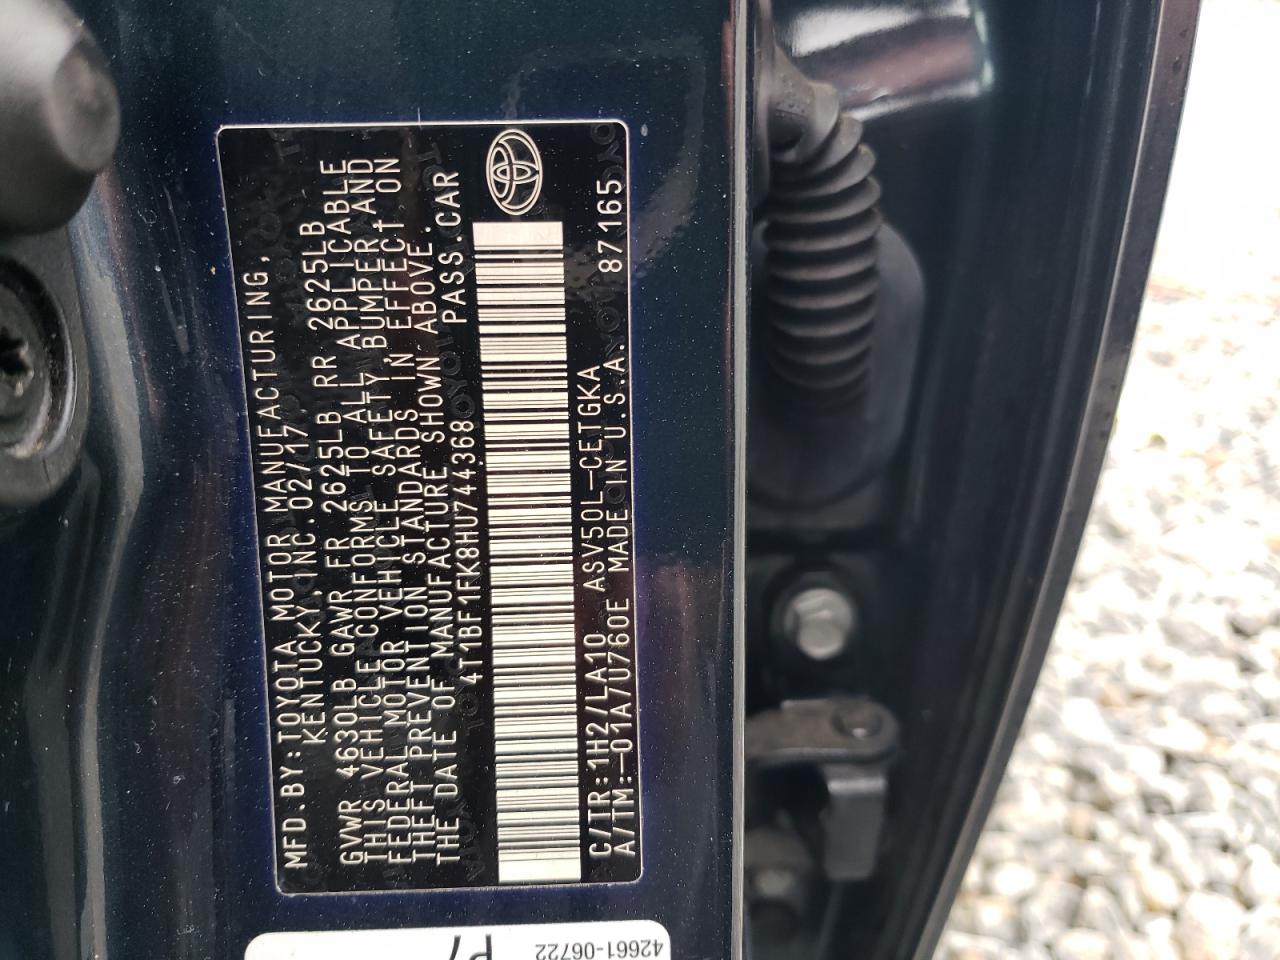 MFD.BY:TOYOTA MOTOR MANUFACTURING,
KENTUCKY,INC. 02/17
GVWR 4630LB GAWR FR 2625LB RR 2625LB
THIS VEHICLE CONFORMS TO ALL APPLICABLE
FEDERAL MOTOR VEHICLE SAFETY,BUMPER,AND
THEFT PREVENTION STANDARDS IN EFFECT ON
THE DATE OF MANUFACTURE SHOWN ABOVE.
4T1BF1FK8HU744368 PASS.CAR
C/TR:1H2/LA10 ASV50L-CETGKA 87165
A/TM:-01A/U760E MADE IN U.S.A.
42661-06722